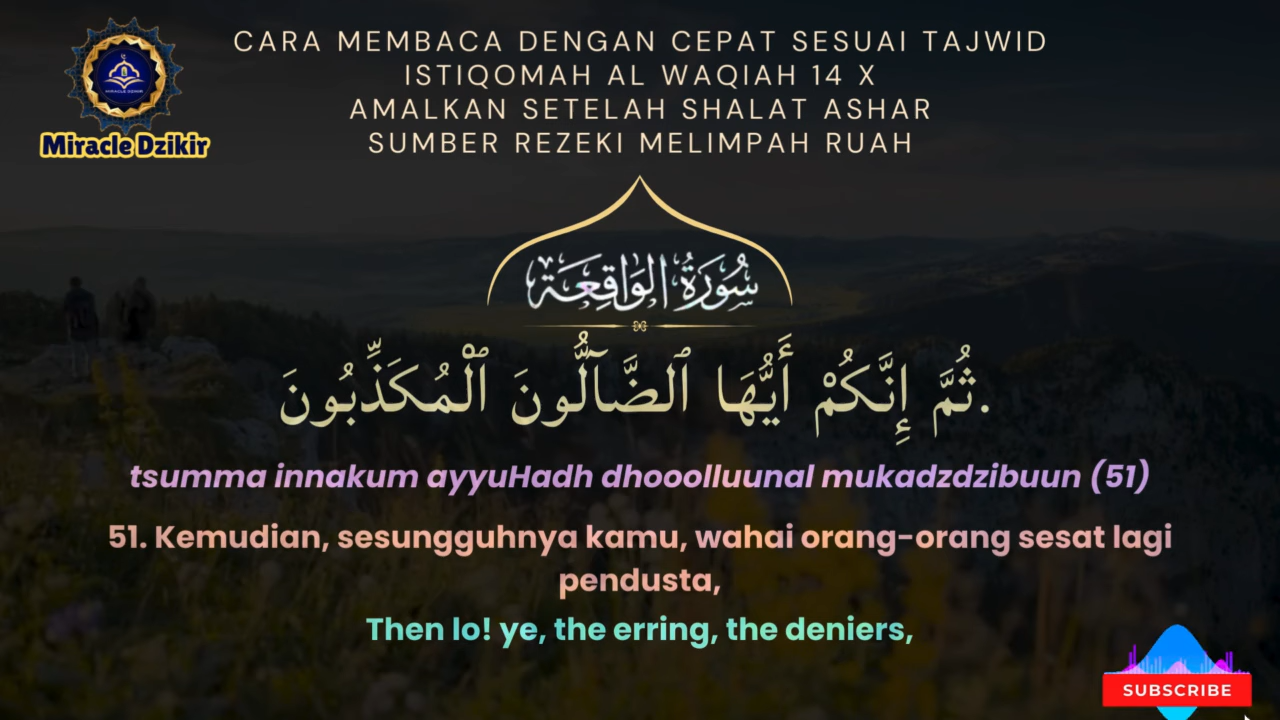 CARA MEMBACA DENGAN CEPAT SESUAI TAJWID
ISTIQOMAH AL WAQIAH 14 X
AMALKAN SETELAH SHALAT ASHAR
SUMBER REZEKI MELIMPAH RUAH
MIRACLE DZIKIR
Miracle Dzikir
سُورَةُ الوَاقِعَة
.ثُمَّ إِنَّكُمْ أَيُّهَا ٱلضَّآلُّونَ ٱلْمُكَذِّبُونَ
tsumma innakum ayyuHadh dhooolluunal mukadzdzibuun (51)
51. Kemudian, sesungguhnya kamu, wahai orang-orang sesat lagi
pendusta,
Then lo! ye, the erring, the deniers,
SUBSCRIBE